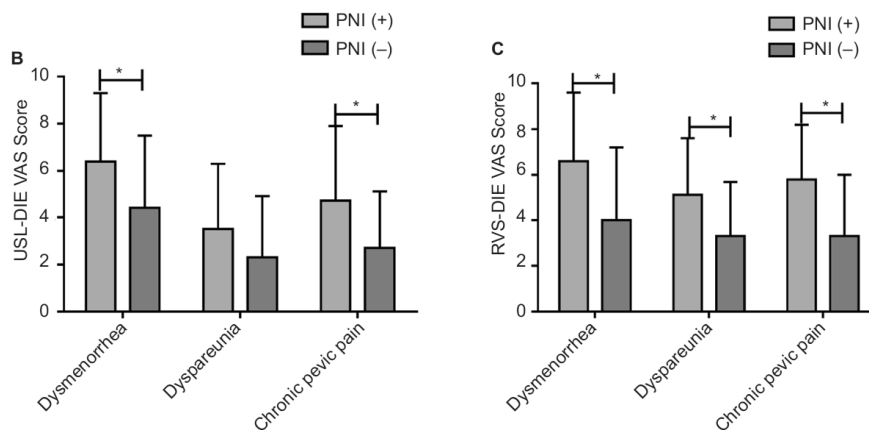 B
PNI (+)
PNI (–)
USL-DIE VAS Score
10
8
6
4
2
0
*
*
Dysmenorrhea
Dyspareunia
Chronic pevic pain
C
PNI (+)
PNI (–)
RVS-DIE VAS Score
10
8
6
4
2
0
*
*
*
Dysmenorrhea
Dyspareunia
Chronic pevic pain